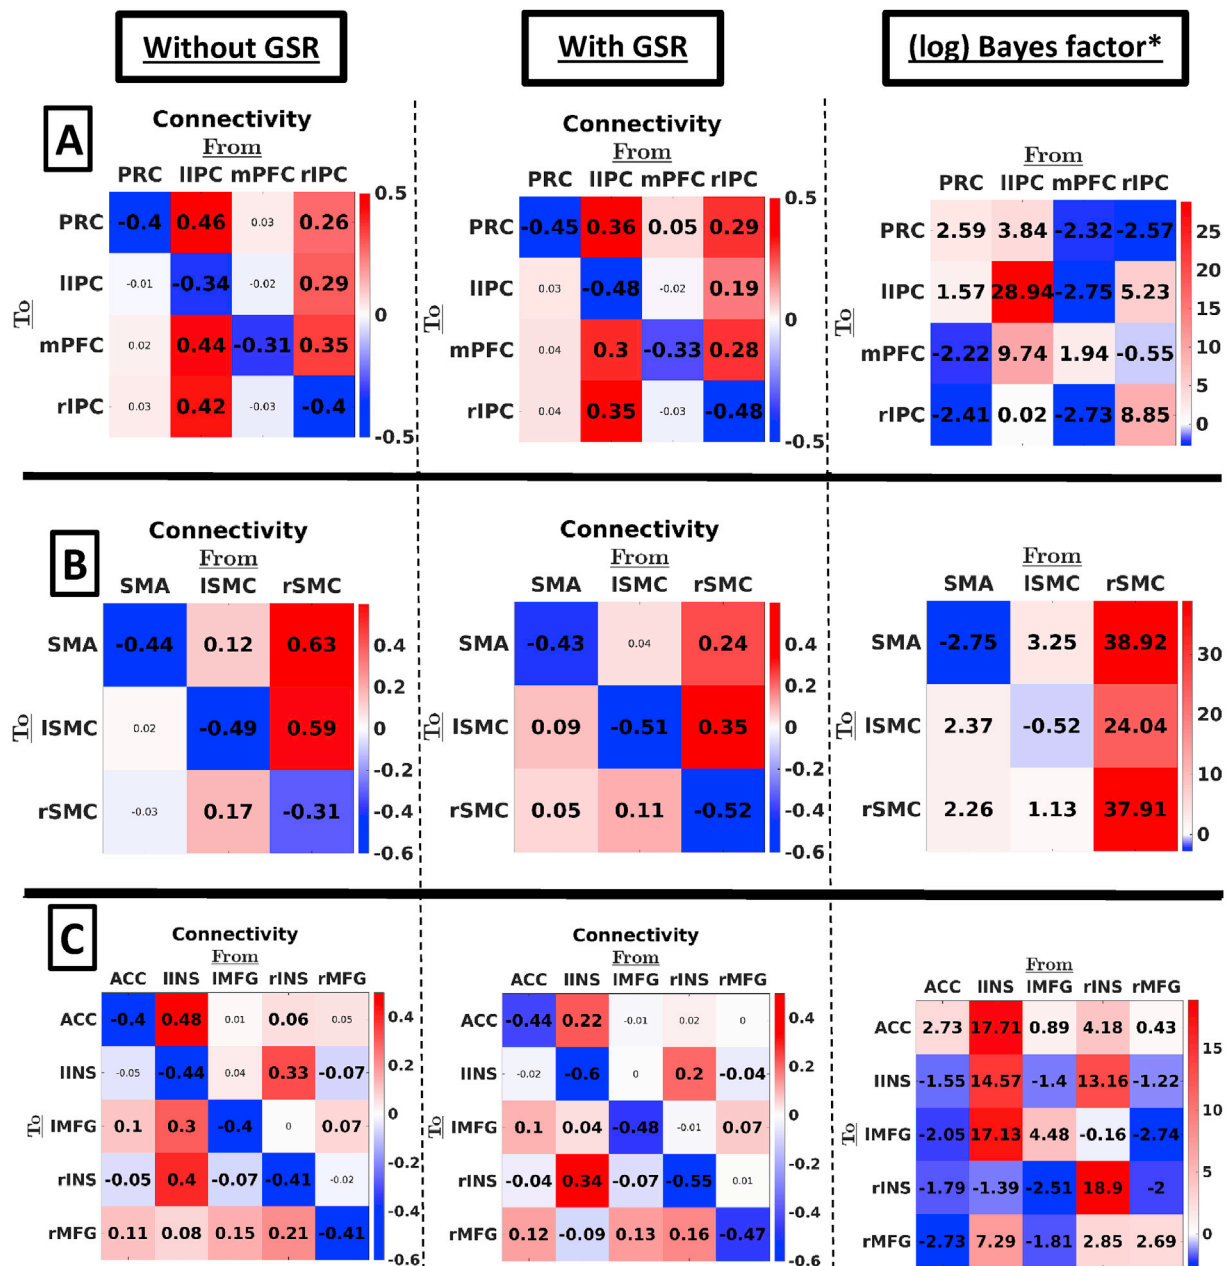 Without GSR
With GSR
(log) Bayes factor*
A
Connectivity
From
PRC lIPC mPFC rIPC
PRC -0.4 0.46 0.03 0.26
lIPC -0.01 -0.34 -0.02 0.29
mPFC 0.02 0.44 -0.31 0.35
rIPC 0.03 0.42 -0.03 -0.4
To
0.5
0
-0.5
Connectivity
From
PRC lIPC mPFC rIPC
PRC -0.45 0.36 0.05 0.29
lIPC 0.03 -0.48 -0.02 0.19
mPFC 0.04 0.3 -0.33 0.28
rIPC 0.04 0.35 -0.03 -0.48
To
0.5
0
-0.5
From
PRC lIPC mPFC rIPC
PRC 2.59 3.84 -2.32 -2.57
lIPC 1.57 28.94 -2.75 5.23
mPFC -2.22 9.74 1.94 -0.55
rIPC -2.41 0.02 -2.73 8.85
To
25
20
15
10
5
0
B
Connectivity
From
SMA lSMC rSMC
SMA -0.44 0.12 0.63
lSMC 0.02 -0.49 0.59
rSMC -0.03 0.17 -0.31
To
0.4
0.2
0
-0.2
-0.4
-0.6
Connectivity
From
SMA lSMC rSMC
SMA -0.43 0.04 0.24
lSMC 0.09 -0.51 0.35
rSMC 0.05 0.11 -0.52
To
0.4
0.2
0
-0.2
-0.4
-0.6
From
SMA lSMC rSMC
SMA -2.75 3.25 38.92
lSMC 2.37 -0.52 24.04
rSMC 2.26 1.13 37.91
To
30
20
10
0
C
Connectivity
From
ACC lINS lMFG rINS rMFG
ACC -0.4 0.48 0.01 0.06 0.05
lINS -0.05 -0.44 0.04 0.33 -0.07
lMFG 0.1 0.3 -0.4 0 0.07
rINS -0.05 0.4 -0.07 -0.41 -0.02
rMFG 0.11 0.08 0.15 0.21 -0.41
To
0.4
0.2
0
-0.2
-0.4
-0.6
Connectivity
From
ACC lINS lMFG rINS rMFG
ACC -0.44 0.22 -0.01 0.02 0
lINS -0.02 -0.6 0 0.2 -0.04
lMFG 0.1 0.04 -0.48 -0.01 0.07
rINS -0.04 0.34 -0.07 -0.55 0.01
rMFG 0.12 -0.09 0.13 0.16 -0.47
To
0.4
0.2
0
-0.2
-0.4
-0.6
From
ACC lINS lMFG rINS rMFG
ACC 2.73 17.71 0.89 4.18 0.43
lINS -1.55 14.57 -1.4 13.16 -1.22
lMFG -2.05 17.13 4.48 -0.16 -2.74
rINS -1.79 -1.39 -2.51 18.9 -2
rMFG -2.73 7.29 -1.81 2.85 2.69
To
15
10
5
0